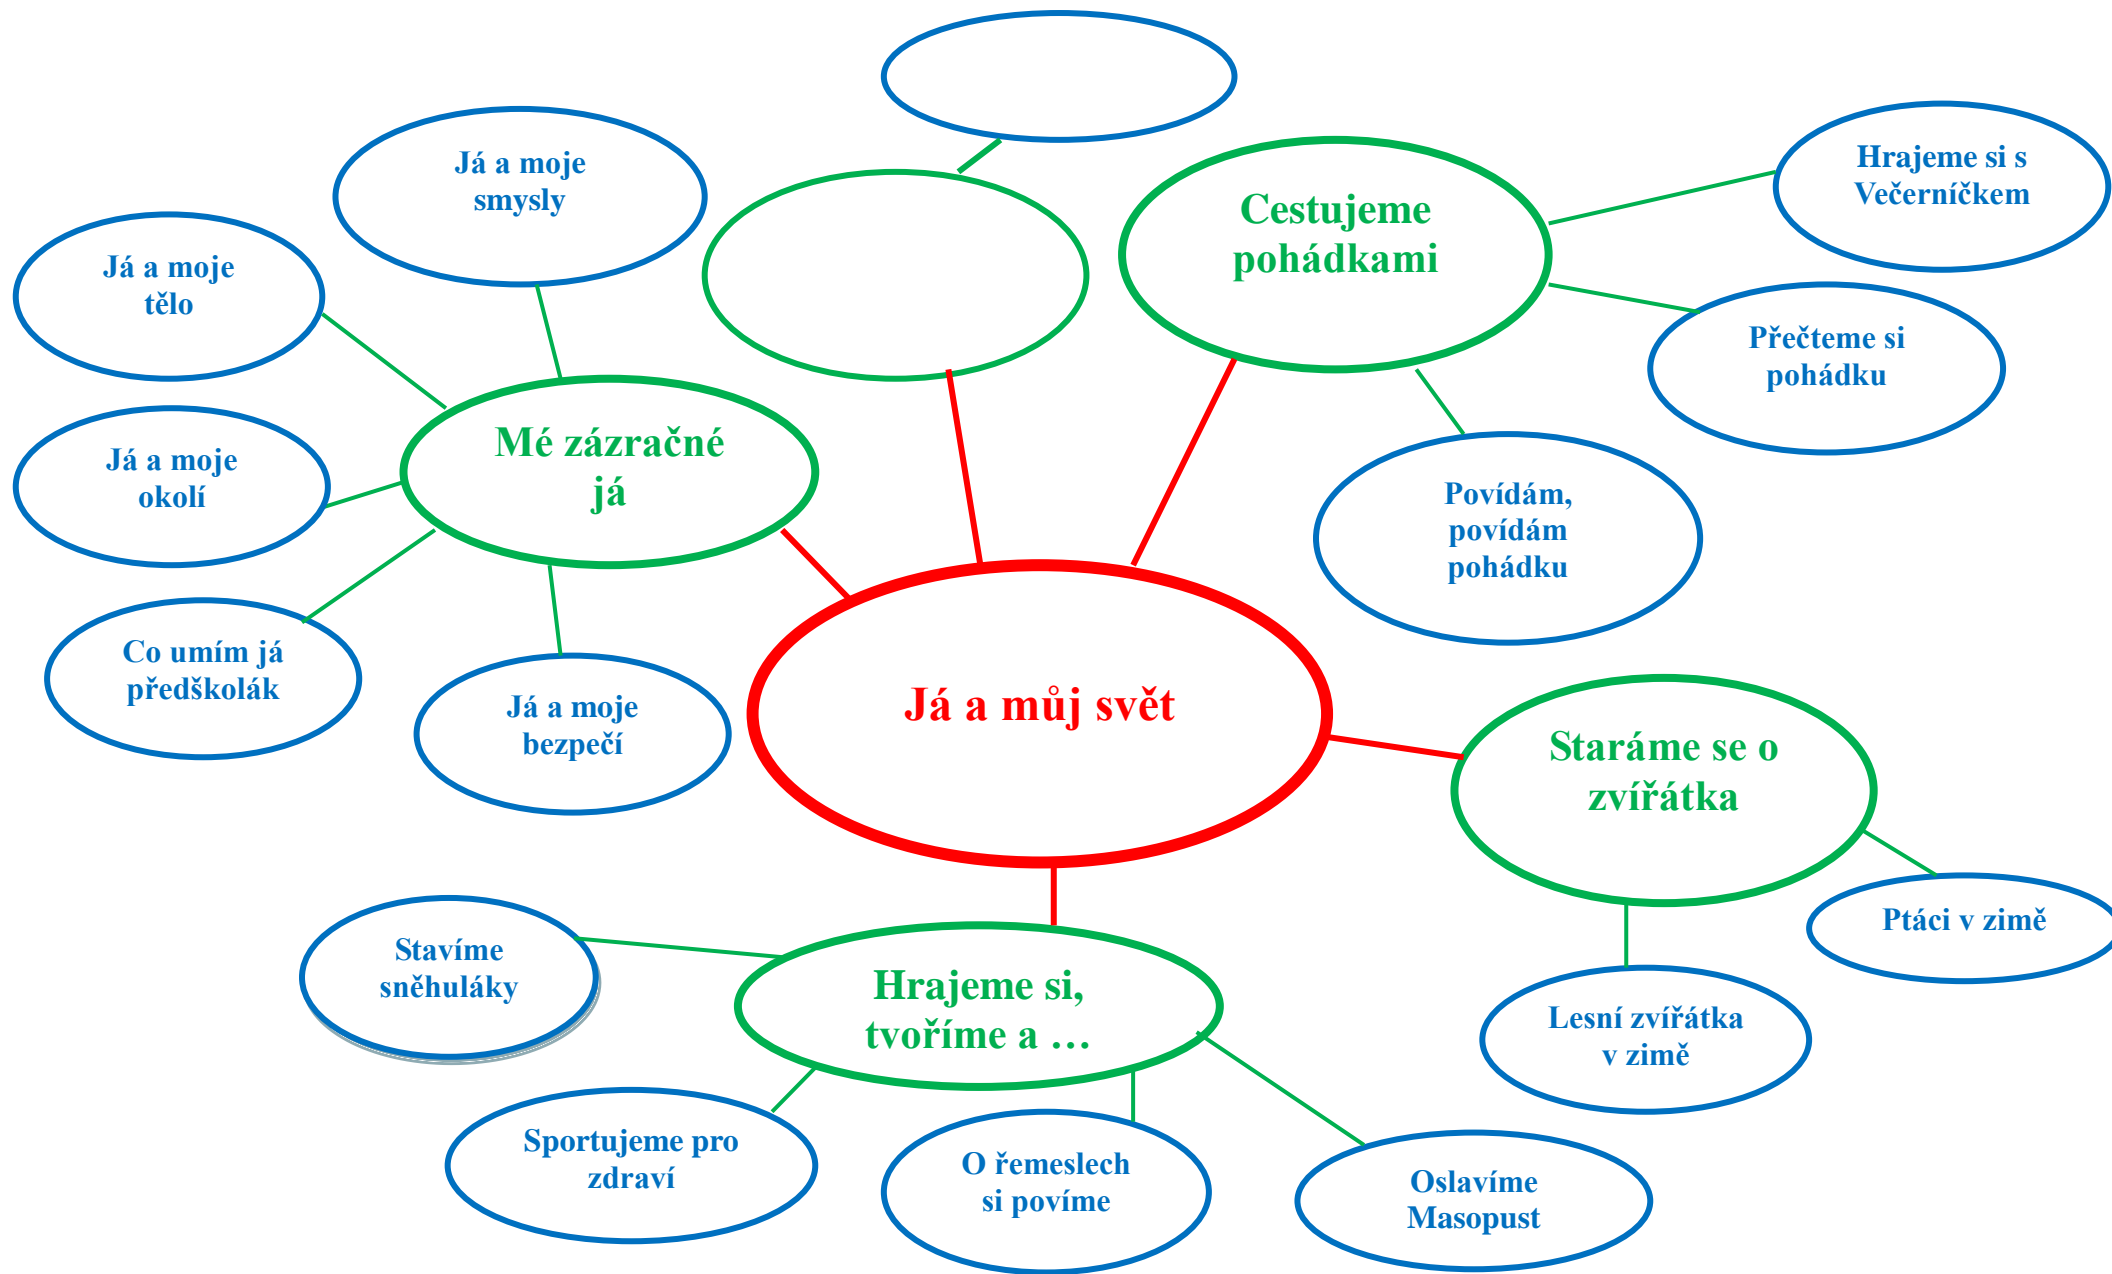 Já a moje
smysly
Hrajeme si s
Večerníčkem
Cestujeme
pohádkami
Já a moje
tělo
Přečteme si
pohádku
Mé zázračné
já
Já a moje
okolí
Povídám,
povídám
pohádku
Co umím já
předškolák
Já a moje
bezpečí
Já a můj svět
Staráme se o
zvířátka
Ptáci v zimě
Stavíme
sněhuláky
Hrajeme si,
tvoříme a …
Lesní zvířátka
v zimě
Sportujeme pro
zdraví
O řemeslech
si povíme
Oslavíme
Masopust